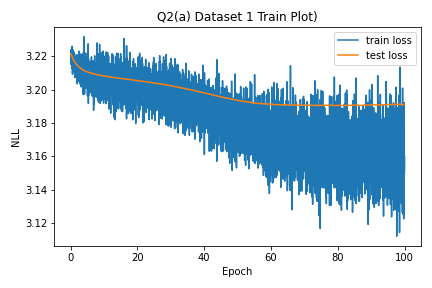 Q2(a) Dataset 1 Train Plot)
train loss
test loss
3.22
3.20
3.18
3.16
3.14
3.12
NLL
0 20 40 60 80 100
Epoch